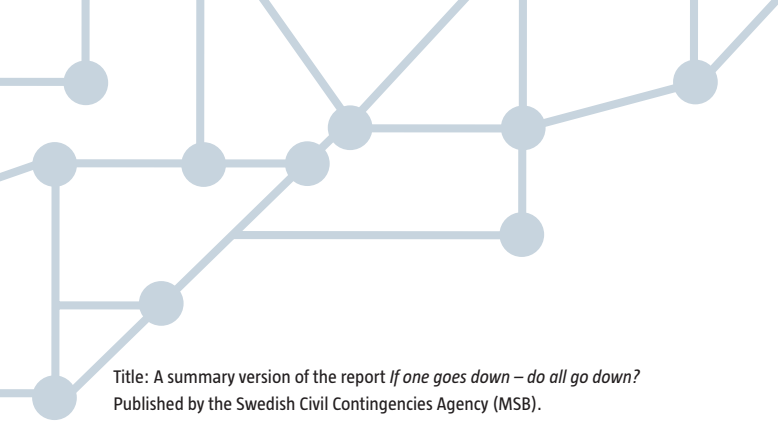 Title: A summary version of the report If one goes down – do all go down?
Published by the Swedish Civil Contingencies Agency (MSB).